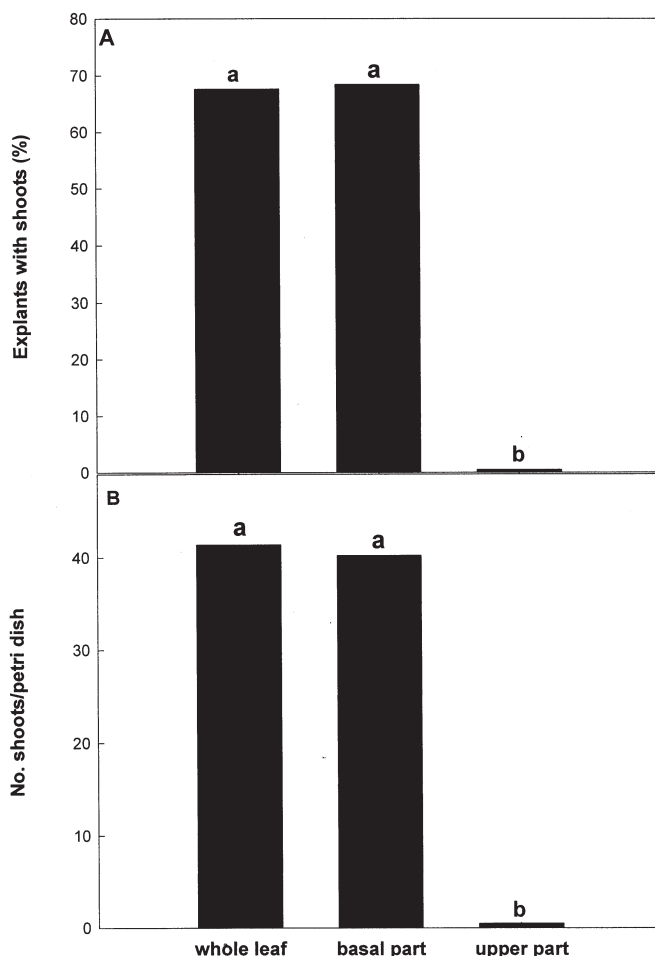 A
Explants with shoots (%)
80
70
60
50
40
30
20
10
0
a
a
b
B
No. shoots/petri dish
40
30
20
10
0
a
a
b
whole leaf
basal part
upper part